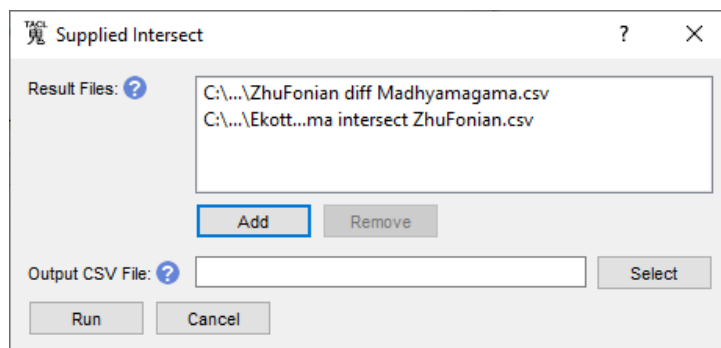 TACL
鬼 Supplied Intersect ? X
Result Files: ?
C:\...\ZhuFonian diff Madhyamagama.csv
C:\...\Ekott...ma intersect ZhuFonian.csv
Add Remove
Output CSV File: ? Select
Run Cancel